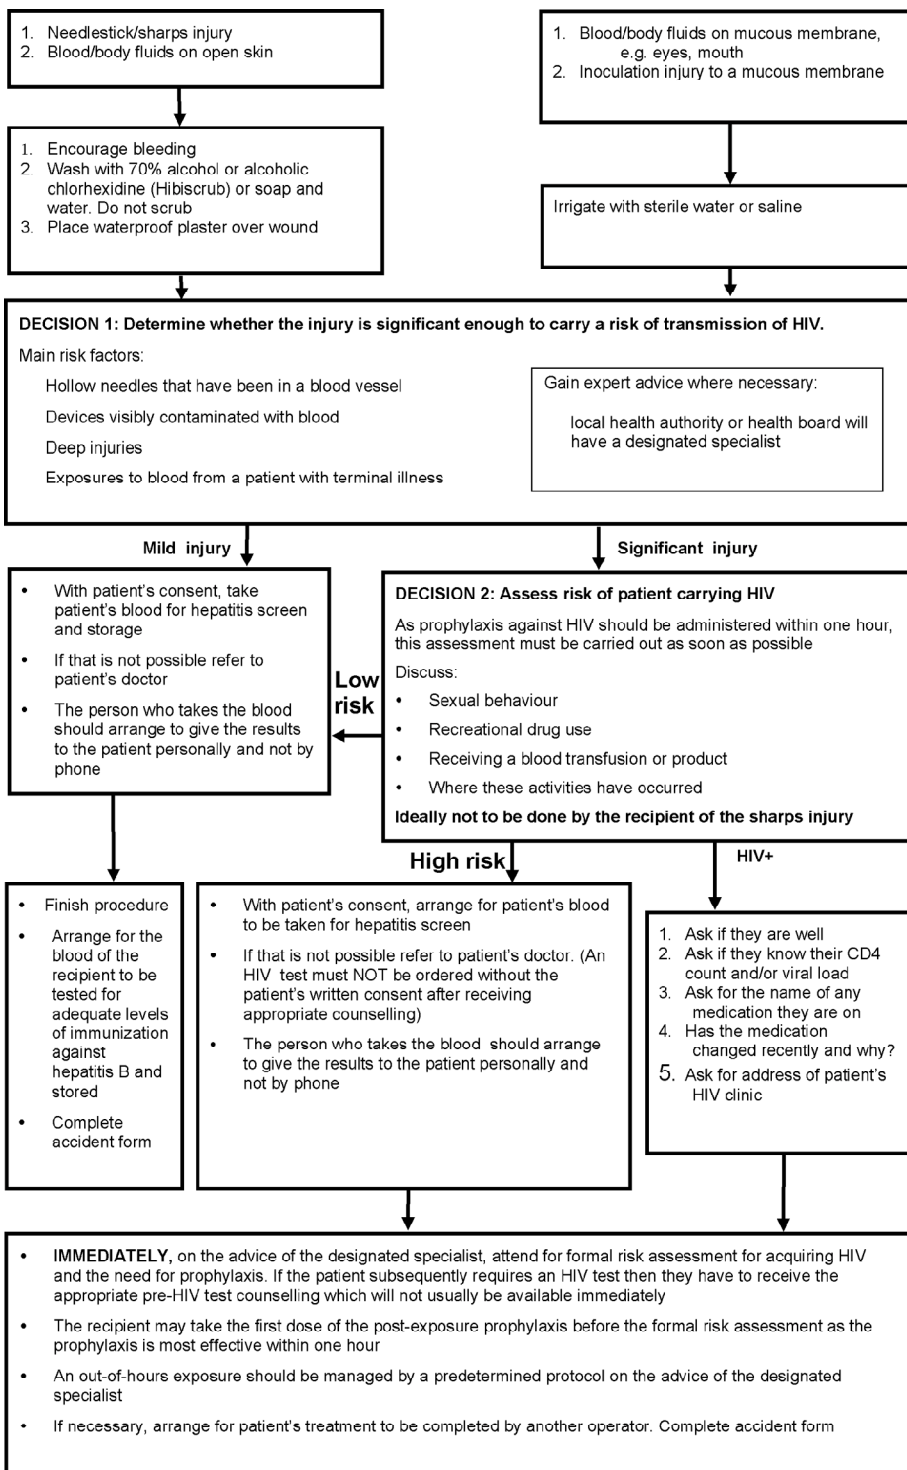 1. Needlestick/sharps injury
2. Blood/body fluids on open skin
1. Blood/body fluids on mucous membrane,
e.g. eyes, mouth
2. Inoculation injury to a mucous membrane
1. Encourage bleeding
2. Wash with 70% alcohol or alcoholic
chlorhexidine (Hibiscrub) or soap and
water. Do not scrub
3. Place waterproof plaster over wound
Irrigate with sterile water or saline
DECISION 1: Determine whether the injury is significant enough to carry a risk of transmission of HIV.
Main risk factors:
Hollow needles that have been in a blood vessel
Devices visibly contaminated with blood
Deep injuries
Exposures to blood from a patient with terminal illness
Gain expert advice where necessary:
local health authority or health board will
have a designated specialist
Mild injury
Significant injury
• With patient's consent, take
patient's blood for hepatitis screen
and storage
• If that is not possible refer to
patient's doctor
• The person who takes the blood
should arrange to give the results
to the patient personally and not by
phone
Low
risk
DECISION 2: Assess risk of patient carrying HIV
As prophylaxis against HIV should be administered within one hour,
this assessment must be carried out as soon as possible
Discuss:
• Sexual behaviour
• Recreational drug use
• Receiving a blood transfusion or product
• Where these activities have occurred
Ideally not to be done by the recipient of the sharps injury
High risk
HIV+
• Finish procedure
• Arrange for the
blood of the
recipient to be
tested for
adequate levels
of immunization
against
hepatitis B and
stored
• Complete
accident form
• With patient's consent, arrange for patient's blood
to be taken for hepatitis screen
• If that is not possible refer to patient's doctor. (An
HIV test must NOT be ordered without the
patient's written consent after receiving
appropriate counselling)
• The person who takes the blood should arrange
to give the results to the patient personally and
not by phone
1. Ask if they are well
2. Ask if they know their CD4
count and/or viral load
3. Ask for the name of any
medication they are on
4. Has the medication
changed recently and why?
5. Ask for address of patient's
HIV clinic
• IMMEDIATELY, on the advice of the designated specialist, attend for formal risk assessment for acquiring HIV
and the need for prophylaxis. If the patient subsequently requires an HIV test then they have to receive the
appropriate pre-HIV test counselling which will not usually be available immediately
• The recipient may take the first dose of the post-exposure prophylaxis before the formal risk assessment as the
prophylaxis is most effective within one hour
• An out-of-hours exposure should be managed by a predetermined protocol on the advice of the designated
specialist
• If necessary, arrange for patient's treatment to be completed by another operator. Complete accident form